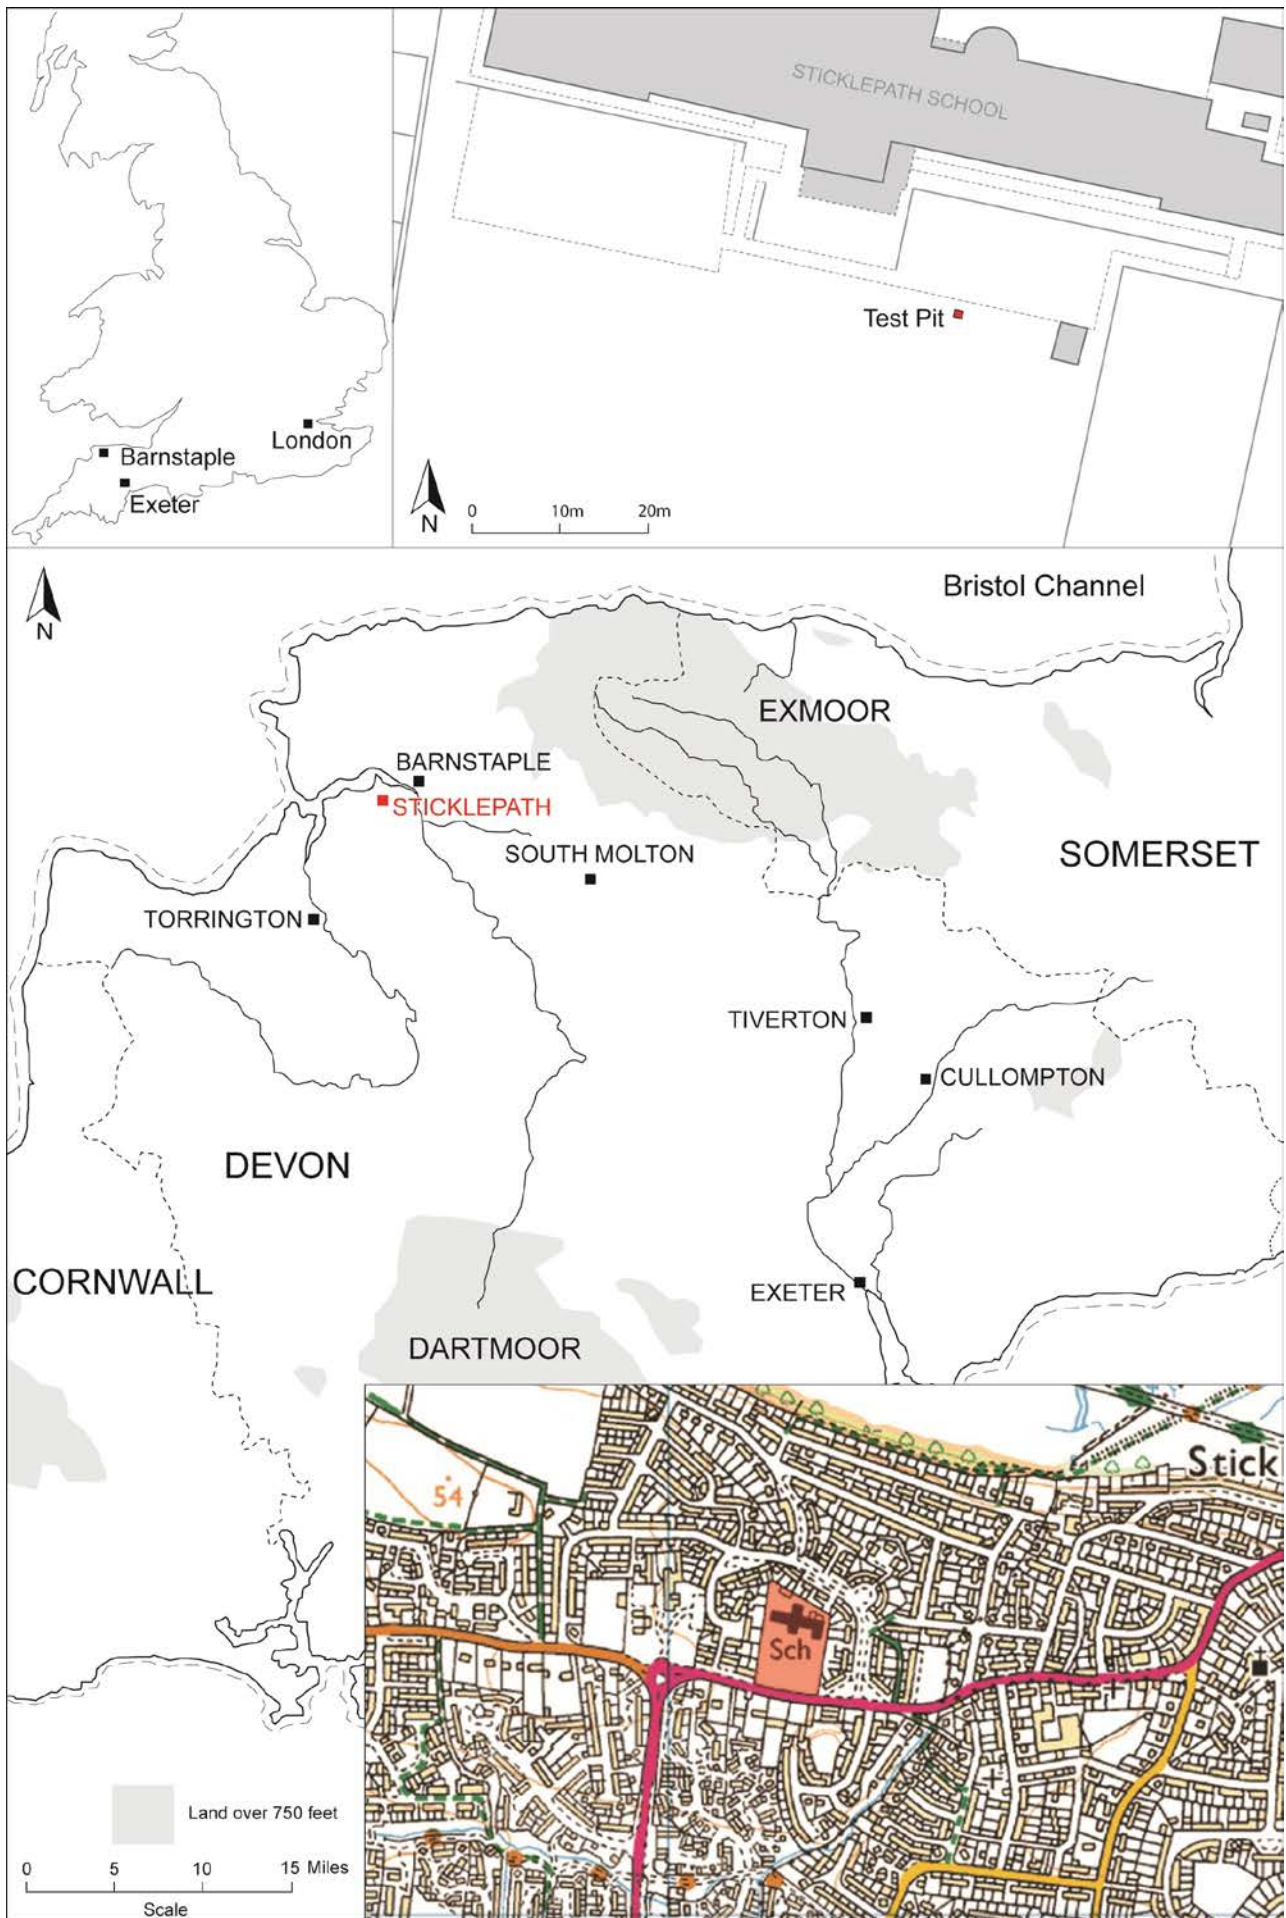 London
Barnstaple
Exeter
STICKLEPATH SCHOOL
Test Pit
N
0 10m 20m
N
Bristol Channel
EXMOOR
BARNSTAPLE
STICKLEPATH
SOUTH MOLTON
SOMERSET
TORRINGTON
TIVERTON
CULLOMPTON
DEVON
CORNWALL
EXETER
DARTMOOR
Stick
54
Sch
Land over 750 feet
0 5 10 15 Miles
Scale